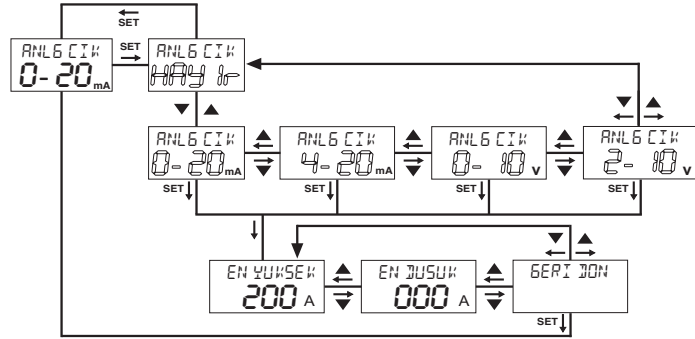 SET
ANLG CIK
0-20 mA
SET
ANLG CIK
HAYIr
ANLG CIK
0-20 mA
ANLG CIK
4-20 mA
ANLG CIK
0-10 V
ANLG CIK
2-10 V
SET
SET
SET
SET
EN YUKSEK
200 A
EN DUSUK
000 A
GERI DON
SET